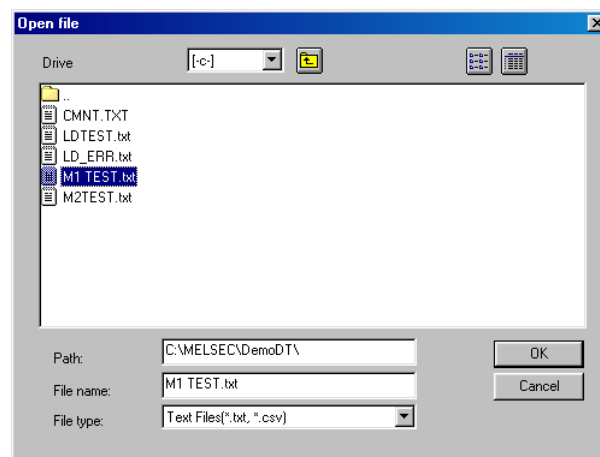 Open file
Drive
[-c-]
..
CMNT.TXT
LDTEST.txt
LD_ERR.txt
M1 TEST.txt
M2TEST.txt
Path:
C:\MELSEC\DemoDT\
OK
File name:
M1 TEST.txt
Cancel
File type:
Text Files(*.txt, *.csv)